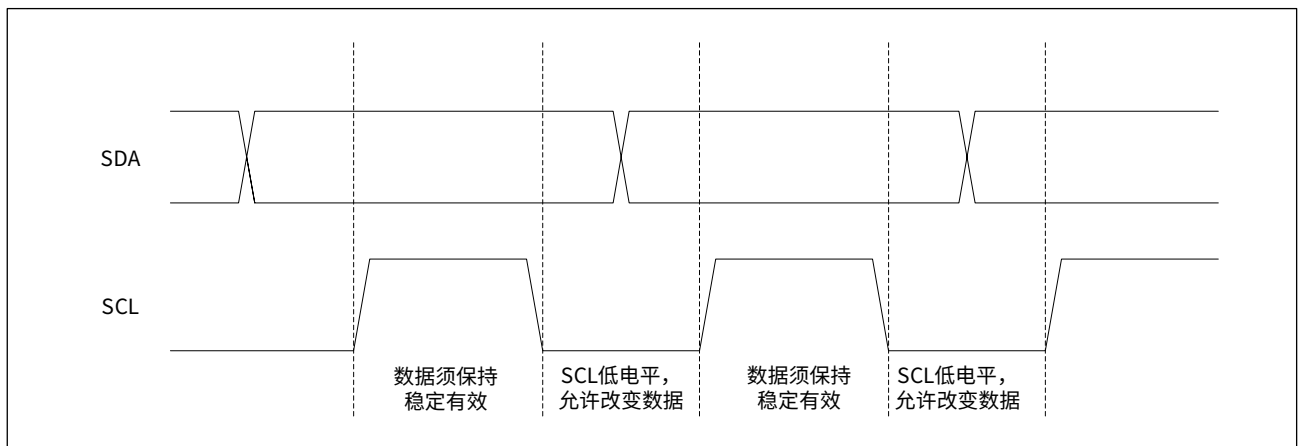 SDA
SCL
数据须保持
稳定有效
SCL低电平，
允许改变数据
数据须保持
稳定有效
SCL低电平，
允许改变数据